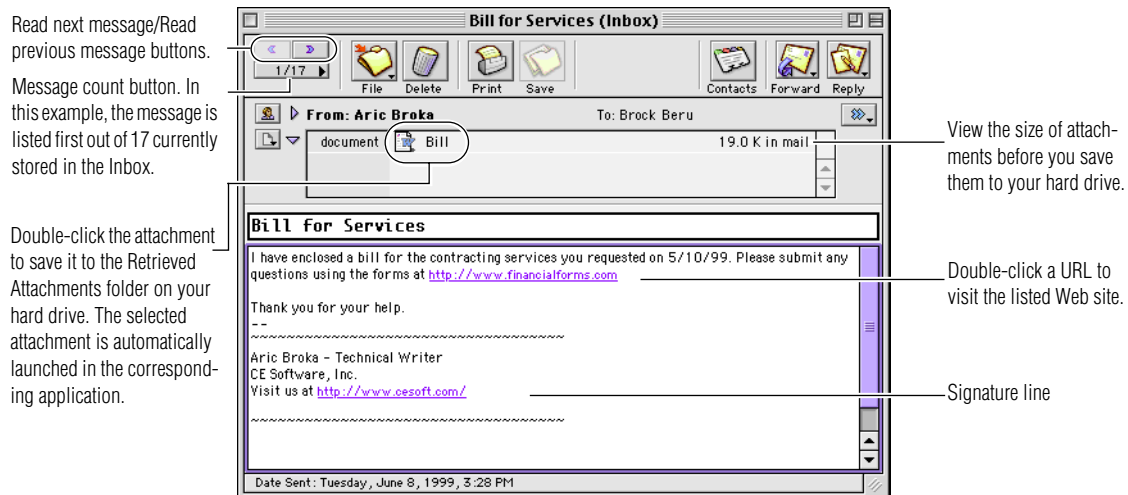 Read next message/Read
previous message buttons.
Message count button. In
this example, the message is
listed first out of 17 currently
stored in the Inbox.
Double-click the attachment
to save it to the Retrieved
Attachments folder on your
hard drive. The selected
attachment is automatically
launched in the correspond-
ing application.
Bill for Services (Inbox)
1/17
File Delete Print Save Contacts Forward Reply
From: Aric Broka To: Brock Beru
document Bill 19.0 K in mail
Bill for Services
I have enclosed a bill for the contracting services you requested on 5/10/99. Please submit any
questions using the forms at http://www.financialforms.com
Thank you for your help.
--
~~~~~~~~~~~~~~~~~~~~~~~~~~~~~~~~~~~
Aric Broka - Technical Writer
CE Software, Inc.
Visit us at http://www.cesoft.com/
~~~~~~~~~~~~~~~~~~~~~~~~~~~~~~~~~~~
Date Sent: Tuesday, June 8, 1999, 3:28 PM
View the size of attach-
ments before you save
them to your hard drive.
Double-click a URL to
visit the listed Web site.
Signature line